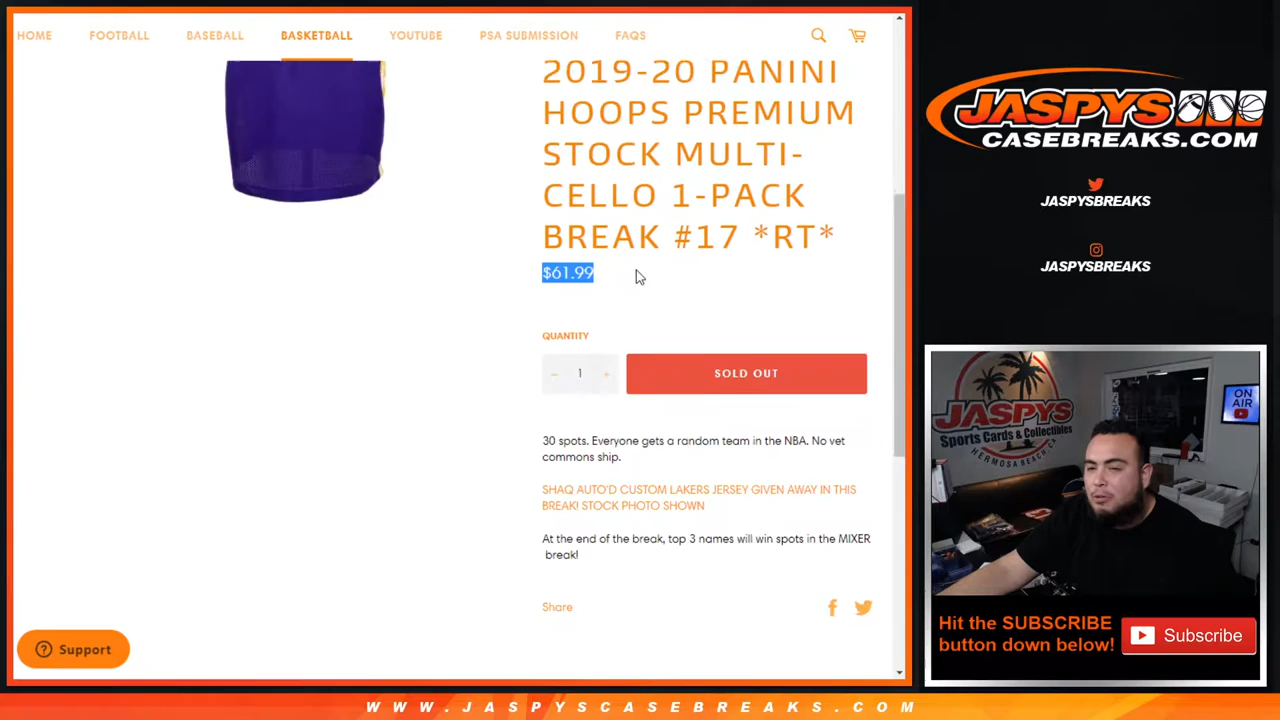 HOME
FOOTBALL
BASEBALL
BASKETBALL
YOUTUBE
PSA SUBMISSION
FAQS
2019-20 PANINI
HOOPS PREMIUM
STOCK MULTI-
CELLO 1-PACK
BREAK #17 *RT*
$61.99
QUANTITY
− 1 +
SOLD OUT
30 spots. Everyone gets a random team in the NBA. No vet
commons ship.
SHAQ AUTO'D CUSTOM LAKERS JERSEY GIVEN AWAY IN THIS
BREAK! STOCK PHOTO SHOWN
At the end of the break, top 3 names will win spots in the MIXER
break!
Share
Support
JASPYS
CASEBREAKS.COM
JASPYSBREAKS
JASPYSBREAKS
JASPYS
Sports Cards & Collectibles
HERMOSA BEACH, CA
ON
AIR
Hit the SUBSCRIBE
button down below!
Subscribe
WWW.JASPYSCASEBREAKS.COM